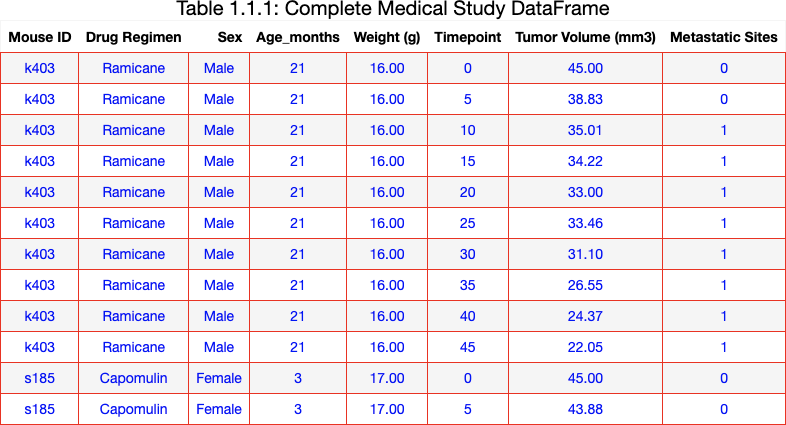 Table 1.1.1: Complete Medical Study DataFrame
Mouse ID Drug Regimen Sex Age_months Weight (g) Timepoint Tumor Volume (mm3) Metastatic Sites
k403 Ramicane Male 21 16.00 0 45.00 0
k403 Ramicane Male 21 16.00 5 38.83 0
k403 Ramicane Male 21 16.00 10 35.01 1
k403 Ramicane Male 21 16.00 15 34.22 1
k403 Ramicane Male 21 16.00 20 33.00 1
k403 Ramicane Male 21 16.00 25 33.46 1
k403 Ramicane Male 21 16.00 30 31.10 1
k403 Ramicane Male 21 16.00 35 26.55 1
k403 Ramicane Male 21 16.00 40 24.37 1
k403 Ramicane Male 21 16.00 45 22.05 1
s185 Capomulin Female 3 17.00 0 45.00 0
s185 Capomulin Female 3 17.00 5 43.88 0